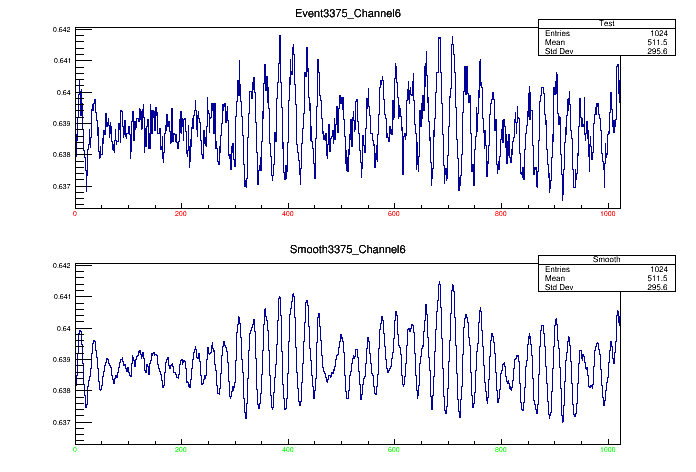 Event3375_Channel6
Test
Entries 1024
Mean 511.5
Std Dev 295.6
0.642
0.641
0.64
0.639
0.638
0.637
0 200 400 600 800 1000
Smooth3375_Channel6
Smooth
Entries 1024
Mean 511.5
Std Dev 295.6
0.642
0.641
0.64
0.639
0.638
0.637
0 200 400 600 800 1000